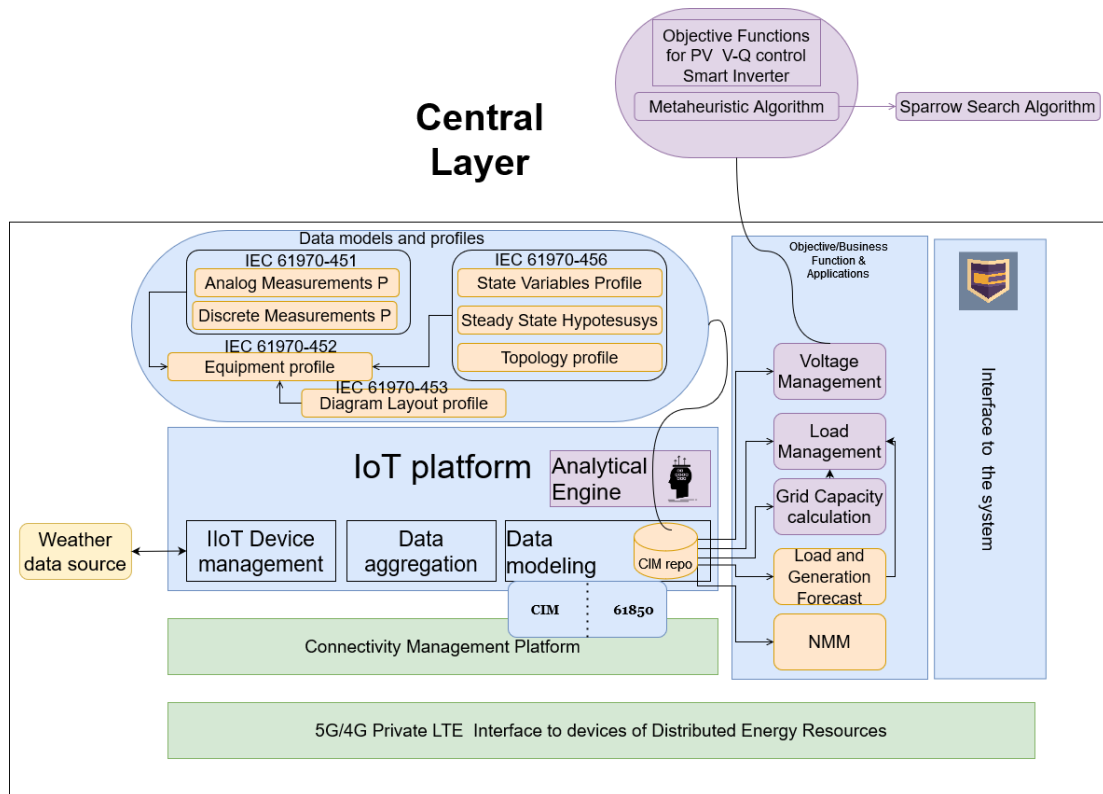 Objective Functions
for PV V-Q control
Smart Inverter
Metaheuristic Algorithm
Sparrow Search Algorithm
Central
Layer
Data models and profiles
IEC 61970-451
Analog Measurements P
Discrete Measurements P
IEC 61970-456
State Variables Profile
Steady State Hypotesusys
Topology profile
IEC 61970-452
Equipment profile
IEC 61970-453
Diagram Layout profile
Objective/Business
Function &
Applications
Voltage
Management
Load
Management
Grid Capacity
calculation
Load and
Generation
Forecast
NMM
Interface to the system
IoT platform
Analytical
Engine
Weather
data source
IIoT Device
management
Data
aggregation
Data
modeling
CIM repo
CIM
61850
Connectivity Management Platform
5G/4G Private LTE Interface to devices of Distributed Energy Resources